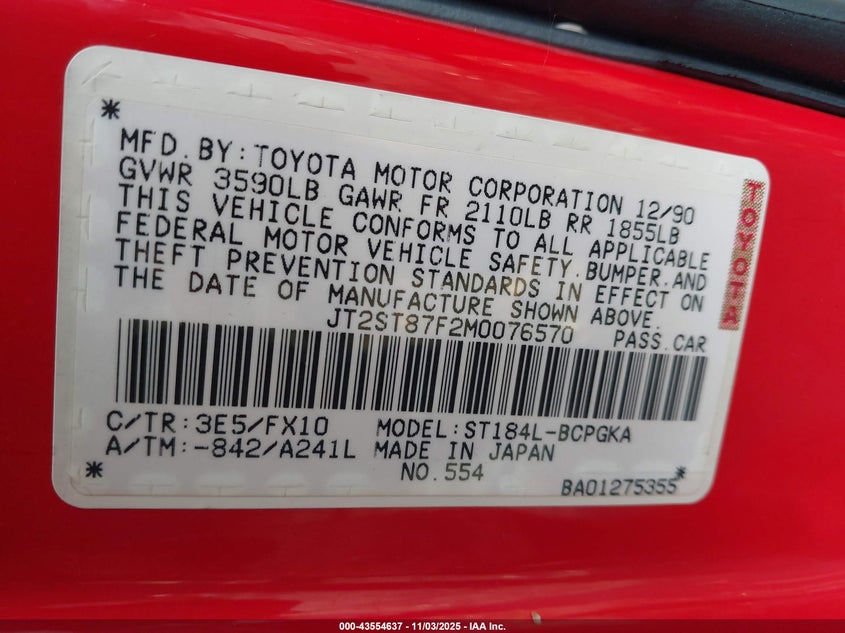 MFD. BY: TOYOTA MOTOR CORPORATION 12/90
GVWR 3590LB GAWR FR 2110LB RR 1855LB
THIS VEHICLE CONFORMS TO ALL APPLICABLE
FEDERAL MOTOR VEHICLE SAFETY. BUMPER. AND
THEFT PREVENTION STANDARDS IN EFFECT ON
THE DATE OF MANUFACTURE SHOWN ABOVE.
JT2ST87F2M0076570 PASS. CAR
C/TR: 3E5/FX10 MODEL: ST184L-BCPGKA
A/TM: -842/A241L MADE IN JAPAN
NO. 554
BA01275355
TOYOTA
000-43554637 - 11/03/2025 - IAA Inc.